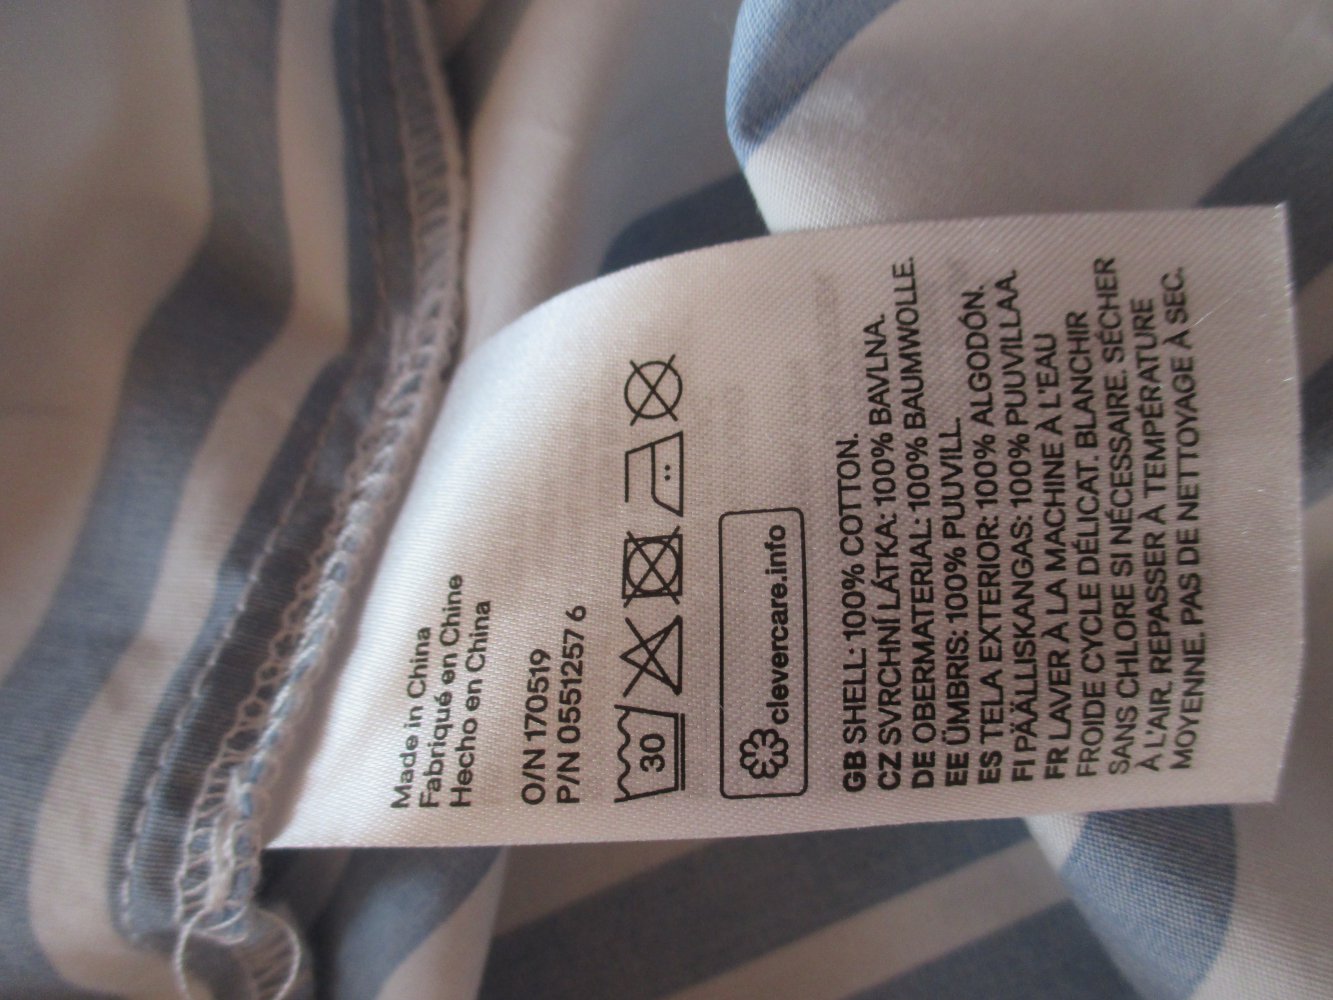 Made in China
Fabriqué en Chine
Hecho en China
O/N 170519
P/N 0551257 6
30
clevercare.info
GB SHELL: 100% COTTON.
CZ SVRCHNÍ LÁTKA: 100% BAVLNA.
DE OBERMATERIAL: 100% BAUMWOLLE.
EE ÜMBRIS: 100% PUUVILL.
ES TELA EXTERIOR: 100% ALGODÓN.
FI PÄÄLLISKANGAS: 100% PUUVILLAA.
FR LAVER À LA MACHINE À L'EAU
FROIDE CYCLE DÉLICAT. BLANCHIR
SANS CHLORE SI NÉCESSAIRE. SÉCHER
À L'AIR. REPASSER À TEMPÉRATURE
MOYENNE. PAS DE NETTOYAGE À SEC.